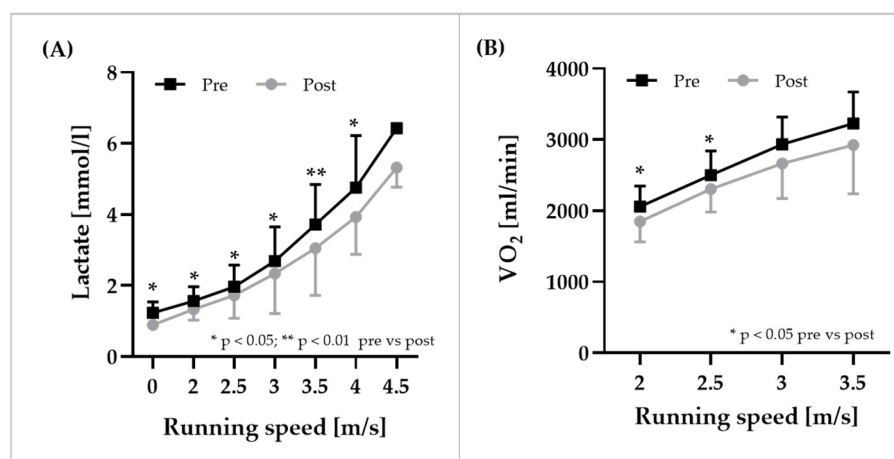 (A)
Lactate [mmol/l]
8
6
4
2
0
Pre
Post
*
*
*
*
**
*
* p < 0.05; ** p < 0.01 pre vs post
0 2 2.5 3 3.5 4 4.5
Running speed [m/s]
(B)
VO₂ [ml/min]
4000
3000
2000
1000
0
Pre
Post
*
*
* p < 0.05 pre vs post
2 2.5 3 3.5
Running speed [m/s]